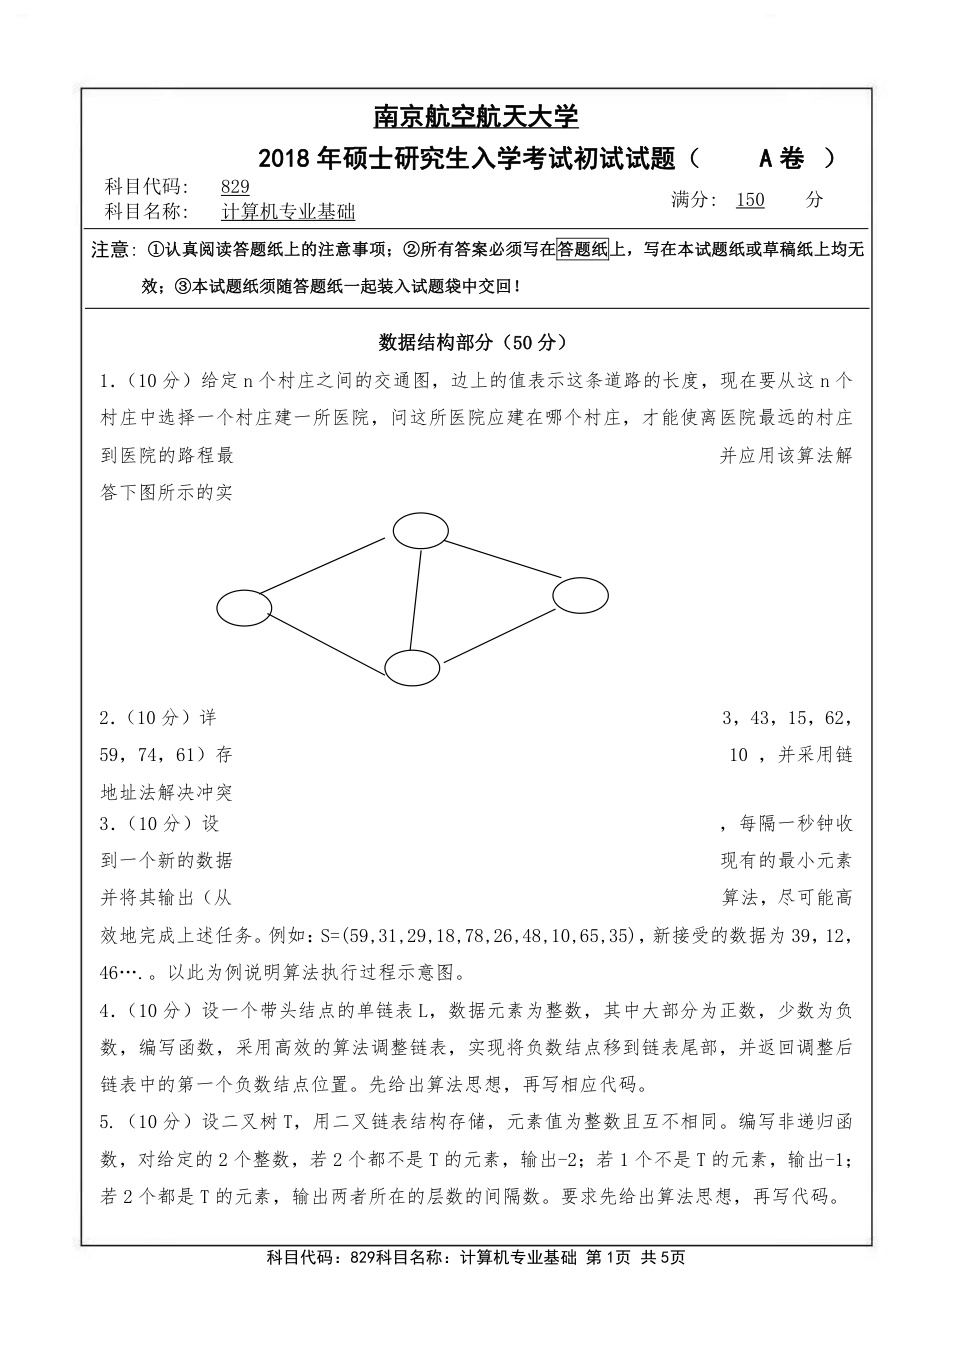 南京航空航天大学
2018 年硕士研究生入学考试初试试题（ A 卷 ）
科目代码: 829
满分: 150 分
科目名称: 计算机专业基础
注意: ①认真阅读答题纸上的注意事项；②所有答案必须写在答题纸上，写在本试题纸或草稿纸上均无
效；③本试题纸须随答题纸一起装入试题袋中交回！
数据结构部分（50 分）
1.（10 分）给定 n 个村庄之间的交通图，边上的值表示这条道路的长度，现在要从这 n 个
村庄中选择一个村庄建一所医院，问这所医院应建在哪个村庄，才能使离医院最远的村庄
到医院的路程最 并应用该算法解
答下图所示的实
2.（10 分）详 3，43，15，62，
59，74，61）存 10 ，并采用链
地址法解决冲突
3.（10 分）设 ，每隔一秒钟收
到一个新的数据 现有的最小元素
并将其输出（从 算法，尽可能高
效地完成上述任务。例如：S=(59,31,29,18,78,26,48,10,65,35)，新接受的数据为 39，12，
46….。以此为例说明算法执行过程示意图。
4.（10 分）设一个带头结点的单链表 L，数据元素为整数，其中大部分为正数，少数为负
数，编写函数，采用高效的算法调整链表，实现将负数结点移到链表尾部，并返回调整后
链表中的第一个负数结点位置。先给出算法思想，再写相应代码。
5.（10 分）设二叉树 T，用二叉链表结构存储，元素值为整数且互不相同。编写非递归函
数，对给定的 2 个整数，若 2 个都不是 T 的元素，输出-2；若 1 个不是 T 的元素，输出-1；
若 2 个都是 T 的元素，输出两者所在的层数的间隔数。要求先给出算法思想，再写代码。
科目代码：829科目名称：计算机专业基础 第 1页 共 5页